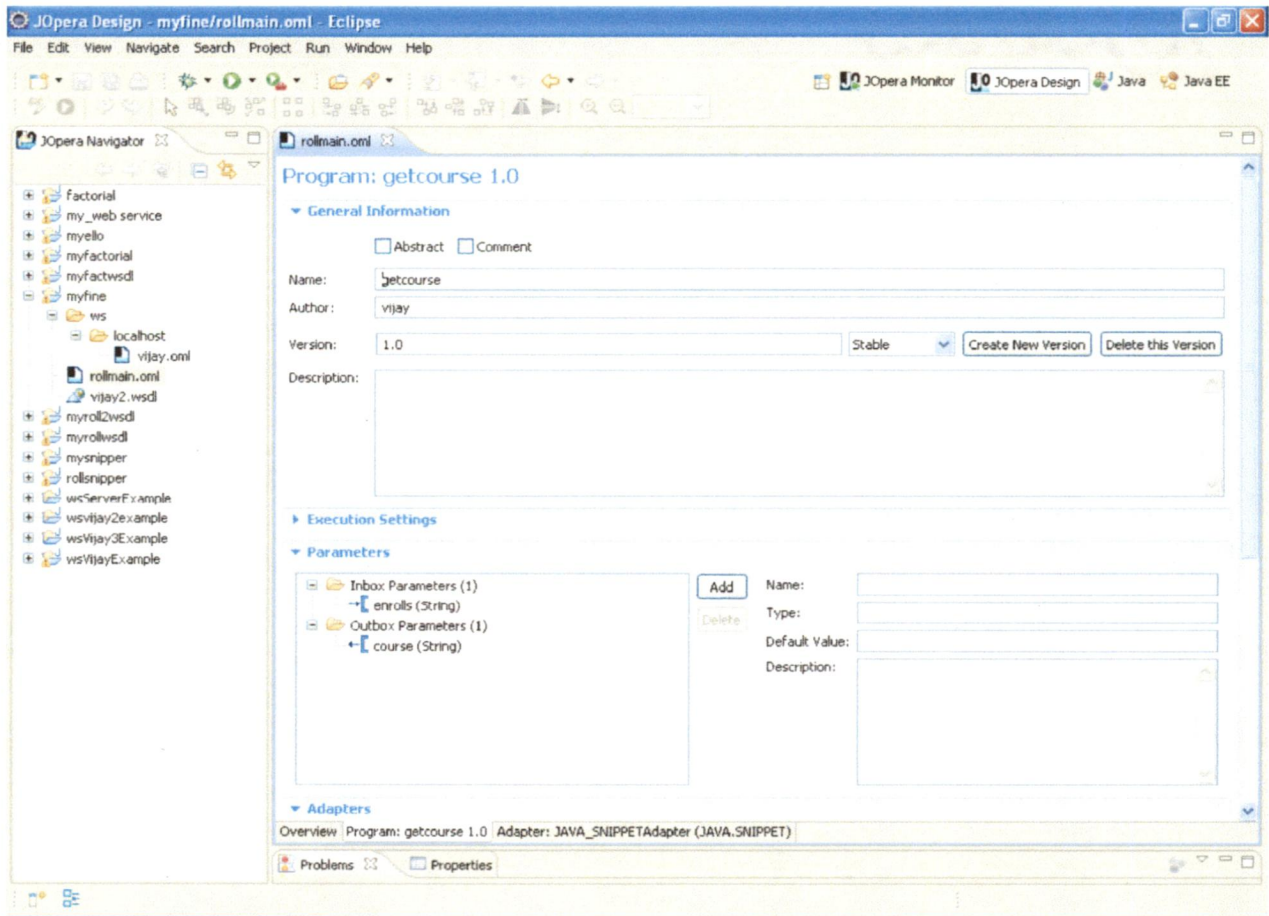 JOpera Design - myfine/rollmain.oml - Eclipse
File Edit View Navigate Search Project Run Window Help
JOpera Monitor JOpera Design Java Java EE
JOpera Navigator
factorial
my_web service
myello
myfactorial
myfactwsdl
myfine
ws
localhost
vijay.oml
rollmain.oml
vijay2.wsdl
myroll2wsdl
myrollwsdl
mysnipper
rollsnipper
wsServerExample
wsvijay2example
wsVijay3Example
wsVijayExample
rollmain.oml
Program: getcourse 1.0
General Information
Abstract Comment
Name: getcourse
Author: vijay
Version: 1.0 Stable Create New Version Delete this Version
Description:
Execution Settings
Parameters
Inbox Parameters (1)
enrolls (String)
Outbox Parameters (1)
course (String)
Add
Delete
Name:
Type:
Default Value:
Description:
Adapters
Overview Program: getcourse 1.0 Adapter: JAVA_SNIPPETAdapter (JAVA.SNIPPET)
Problems Properties